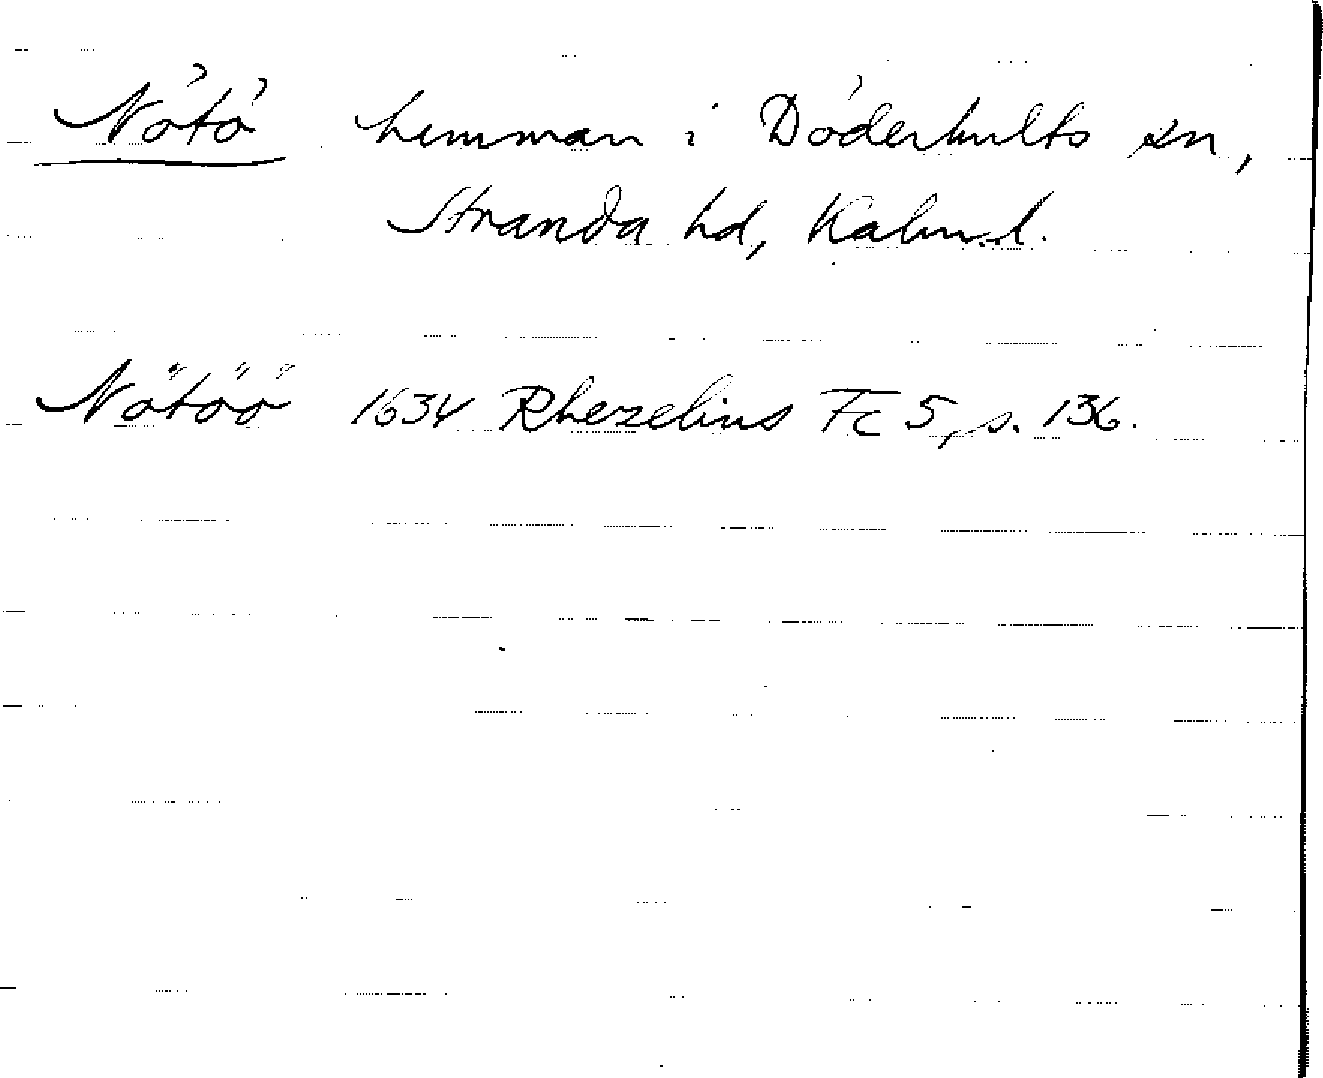 Nötö hemman i Döderhults sn,
Stranda hd, Kalm. l.
Nötöö 1634 Rhezelius Fc 5, s. 136.